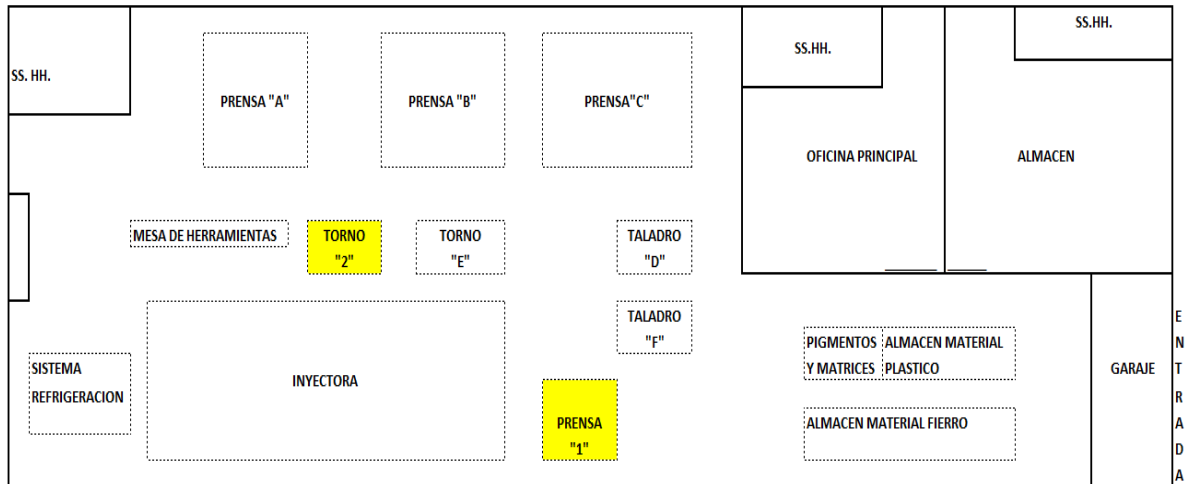 SS.HH.
SS.HH.
SS. HH.
PRENSA "A"
PRENSA "B"
PRENSA"C"
OFICINA PRINCIPAL
ALMACEN
MESA DE HERRAMIENTAS
TORNO
"2"
TORNO
"E"
TALADRO
"D"
TALADRO
"F"
PIGMENTOS
Y MATRICES
ALMACEN MATERIAL
PLASTICO
SISTEMA
REFRIGERACION
INYECTORA
GARAJE
PRENSA
"1"
ALMACEN MATERIAL FIERRO
ENTRADA